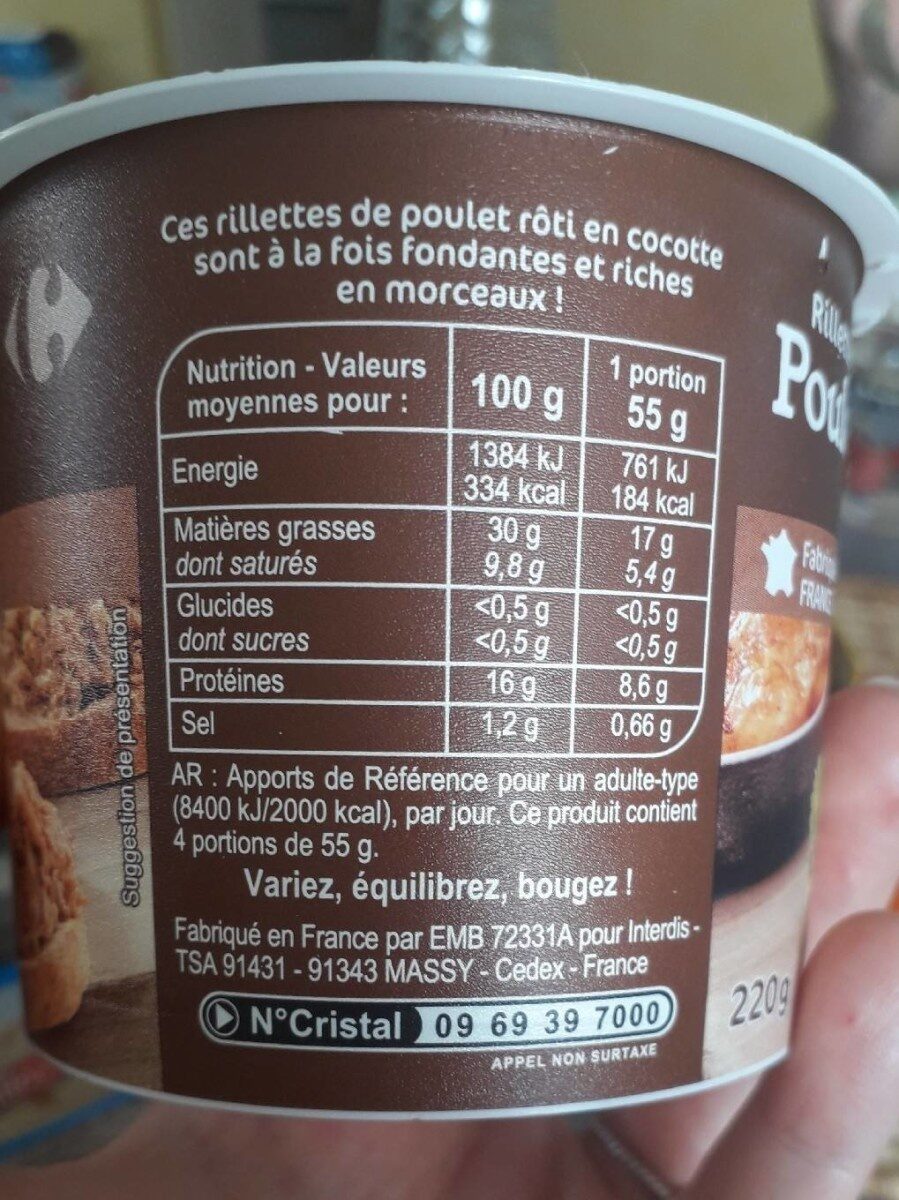 Ces rillettes de poulet rôti en cocotte
sont à la fois fondantes et riches
en morceaux !
Nutrition - Valeurs moyennes pour : 100 g 1 portion 55 g
Energie 1384 kJ 761 kJ
334 kcal 184 kcal
Matières grasses 30 g 17 g
dont saturés 9,8 g 5,4 g
Glucides <0,5 g <0,5 g
dont sucres <0,5 g <0,5 g
Protéines 16 g 8,6 g
Sel 1,2 g 0,66 g
AR : Apports de Référence pour un adulte-type
(8400 kJ/2000 kcal), par jour. Ce produit contient
4 portions de 55 g.
Variez, équilibrez, bougez !
Fabriqué en France par EMB 72331A pour Interdis -
TSA 91431 - 91343 MASSY - Cedex - France
N°Cristal 09 69 39 7000
APPEL NON SURTAXE
Suggestion de présentation
FRANCE
220g